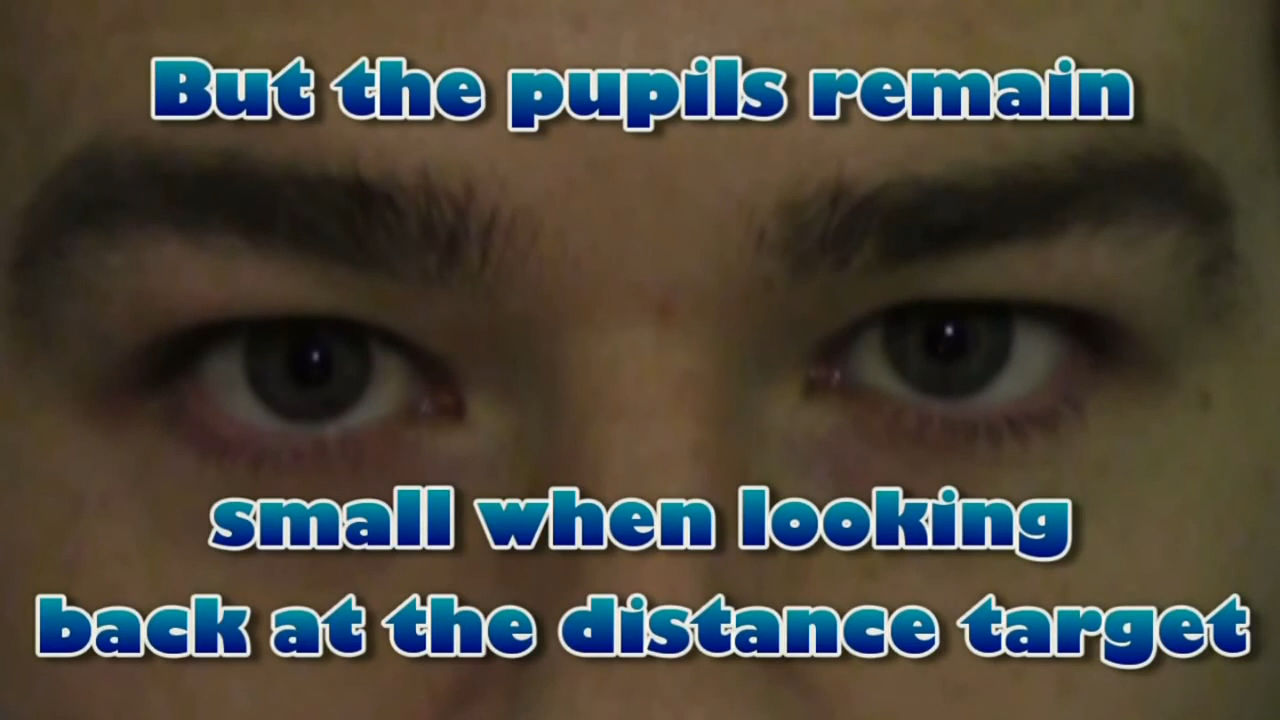 But the pupils remain
small when looking
back at the distance target